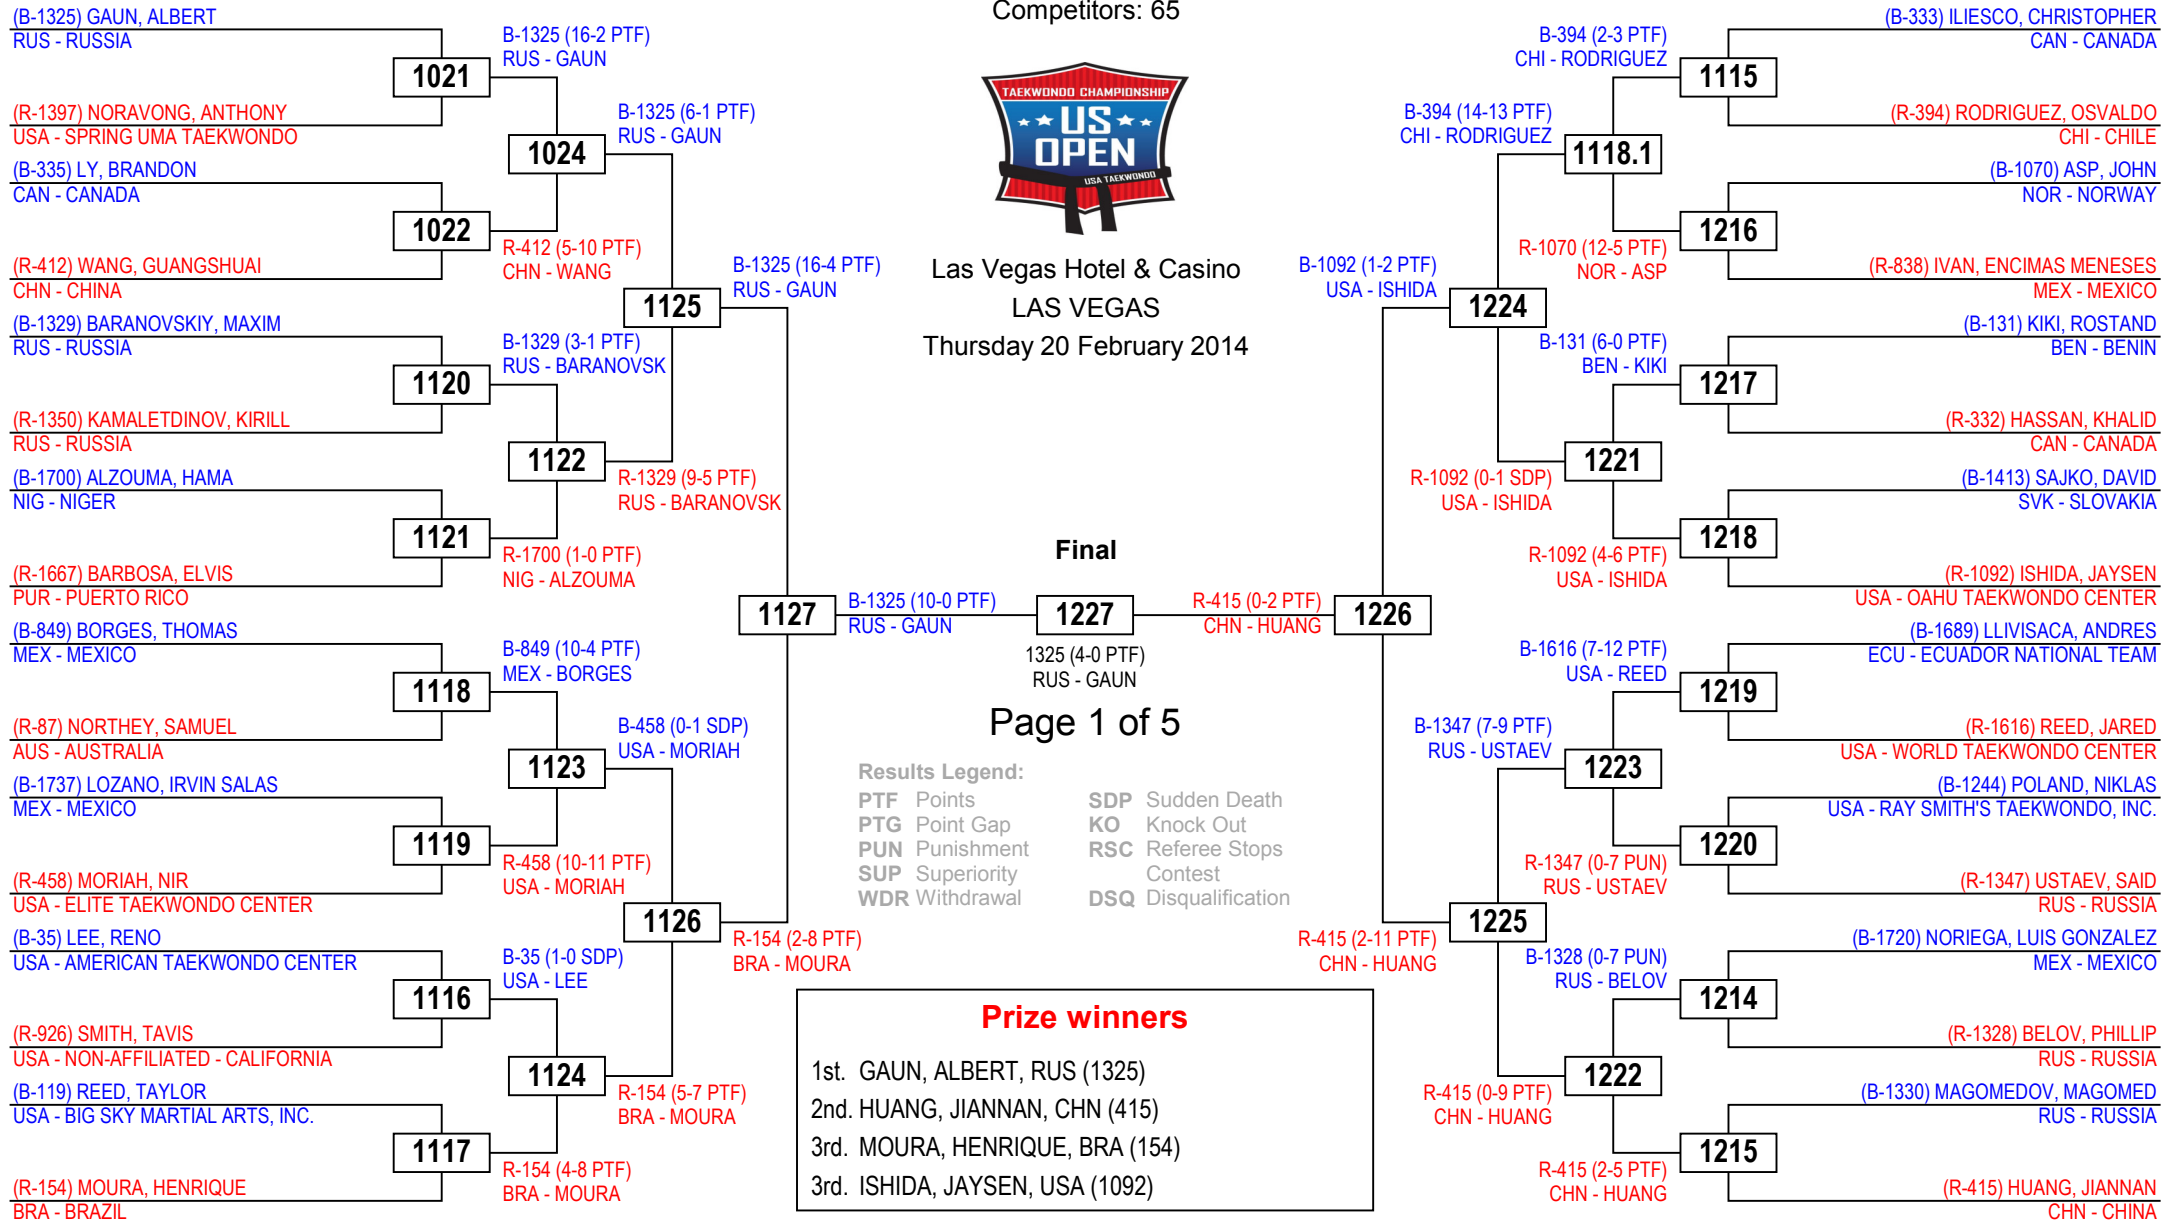 Competitors: 65
TAEKWONDO CHAMPIONSHIP
US
OPEN
USA TAEKWONDO
Las Vegas Hotel & Casino
LAS VEGAS
Thursday 20 February 2014
(B-1325) GAUN, ALBERT
RUS - RUSSIA
(R-1397) NORAVONG, ANTHONY
USA - SPRING UMA TAEKWONDO
(B-335) LY, BRANDON
CAN - CANADA
(R-412) WANG, GUANGSHUAI
CHN - CHINA
(B-1329) BARANOVSKIY, MAXIM
RUS - RUSSIA
(R-1350) KAMALETDINOV, KIRILL
RUS - RUSSIA
(B-1700) ALZOUMA, HAMA
NIG - NIGER
(R-1667) BARBOSA, ELVIS
PUR - PUERTO RICO
(B-849) BORGES, THOMAS
MEX - MEXICO
(R-87) NORTHEY, SAMUEL
AUS - AUSTRALIA
(B-1737) LOZANO, IRVIN SALAS
MEX - MEXICO
(R-458) MORIAH, NIR
USA - ELITE TAEKWONDO CENTER
(B-35) LEE, RENO
USA - AMERICAN TAEKWONDO CENTER
(R-926) SMITH, TAVIS
USA - NON-AFFILIATED - CALIFORNIA
(B-119) REED, TAYLOR
USA - BIG SKY MARTIAL ARTS, INC.
(R-154) MOURA, HENRIQUE
BRA - BRAZIL
1021
1022
1120
1121
1118
1119
1116
1117
B-1325 (16-2 PTF)
RUS - GAUN
R-412 (5-10 PTF)
CHN - WANG
B-1329 (3-1 PTF)
RUS - BARANOVSK
R-1700 (1-0 PTF)
NIG - ALZOUMA
B-849 (10-4 PTF)
MEX - BORGES
R-458 (10-11 PTF)
USA - MORIAH
B-35 (1-0 SDP)
USA - LEE
R-154 (4-8 PTF)
BRA - MOURA
1024
1122
1123
1124
B-1325 (6-1 PTF)
RUS - GAUN
R-1329 (9-5 PTF)
RUS - BARANOVSK
B-458 (0-1 SDP)
USA - MORIAH
R-154 (5-7 PTF)
BRA - MOURA
1125
1126
B-1325 (16-4 PTF)
RUS - GAUN
R-154 (2-8 PTF)
BRA - MOURA
1127
B-1325 (10-0 PTF)
RUS - GAUN
Final
1227
1325 (4-0 PTF)
RUS - GAUN
Page 1 of 5
R-415 (0-2 PTF)
CHN - HUANG
1226
B-1092 (1-2 PTF)
USA - ISHIDA
R-415 (2-11 PTF)
CHN - HUANG
1224
1225
B-394 (14-13 PTF)
CHI - RODRIGUEZ
R-1092 (0-1 SDP)
USA - ISHIDA
B-1347 (7-9 PTF)
RUS - USTAEV
R-415 (0-9 PTF)
CHN - HUANG
1118.1
1221
1223
1222
B-394 (2-3 PTF)
CHI - RODRIGUEZ
R-1070 (12-5 PTF)
NOR - ASP
B-131 (6-0 PTF)
BEN - KIKI
R-1092 (4-6 PTF)
USA - ISHIDA
B-1616 (7-12 PTF)
USA - REED
R-1347 (0-7 PUN)
RUS - USTAEV
B-1328 (0-7 PUN)
RUS - BELOV
R-415 (2-5 PTF)
CHN - HUANG
1115
1216
1217
1218
1219
1220
1214
1215
(B-333) ILIESCO, CHRISTOPHER
CAN - CANADA
(R-394) RODRIGUEZ, OSVALDO
CHI - CHILE
(B-1070) ASP, JOHN
NOR - NORWAY
(R-838) IVAN, ENCIMAS MENESES
MEX - MEXICO
(B-131) KIKI, ROSTAND
BEN - BENIN
(R-332) HASSAN, KHALID
CAN - CANADA
(B-1413) SAJKO, DAVID
SVK - SLOVAKIA
(R-1092) ISHIDA, JAYSEN
USA - OAHU TAEKWONDO CENTER
(B-1689) LLIVISACA, ANDRES
ECU - ECUADOR NATIONAL TEAM
(R-1616) REED, JARED
USA - WORLD TAEKWONDO CENTER
(B-1244) POLAND, NIKLAS
USA - RAY SMITH'S TAEKWONDO, INC.
(R-1347) USTAEV, SAID
RUS - RUSSIA
(B-1720) NORIEGA, LUIS GONZALEZ
MEX - MEXICO
(R-1328) BELOV, PHILLIP
RUS - RUSSIA
(B-1330) MAGOMEDOV, MAGOMED
RUS - RUSSIA
(R-415) HUANG, JIANNAN
CHN - CHINA
Results Legend:
PTF Points SDP Sudden Death
PTG Point Gap KO Knock Out
PUN Punishment RSC Referee Stops
SUP Superiority Contest
WDR Withdrawal DSQ Disqualification
Prize winners
1st. GAUN, ALBERT, RUS (1325)
2nd. HUANG, JIANNAN, CHN (415)
3rd. MOURA, HENRIQUE, BRA (154)
3rd. ISHIDA, JAYSEN, USA (1092)